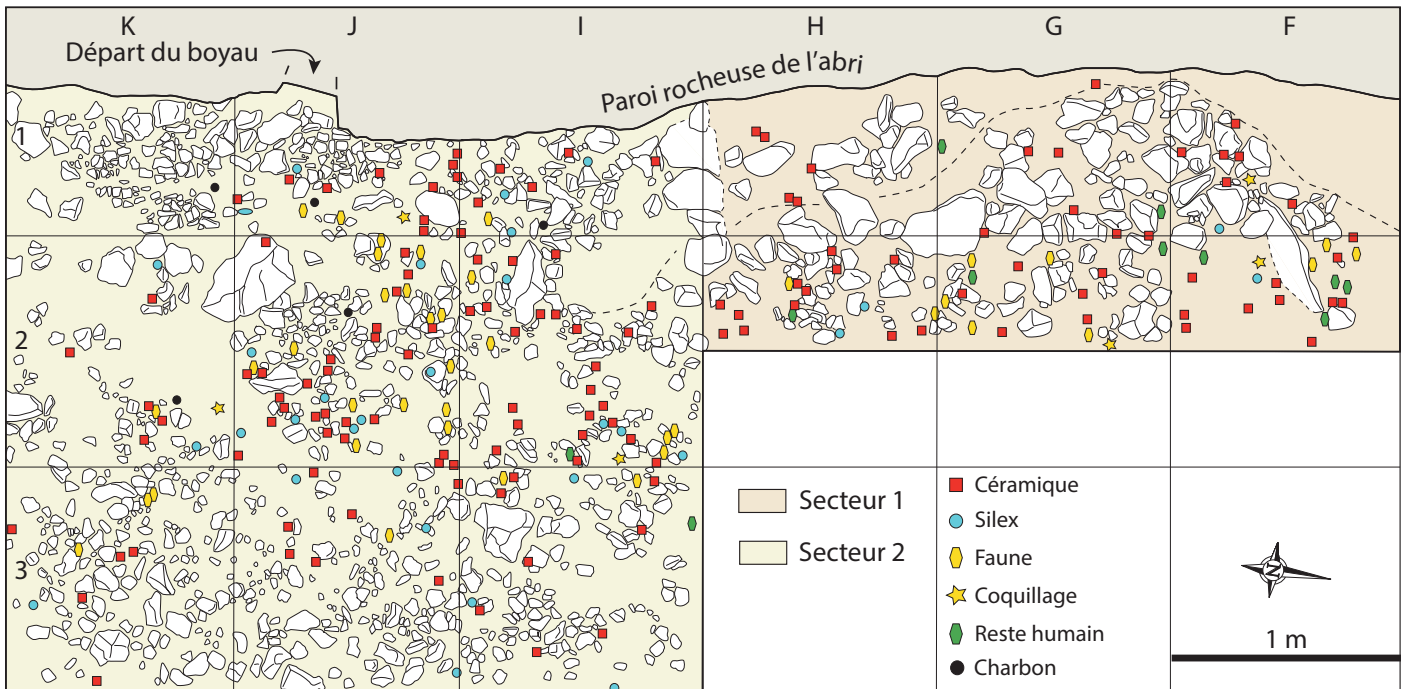 K J I H G F
Départ du boyau
Paroi rocheuse de l'abri
1
2
3
Secteur 1
Secteur 2
Céramique
Silex
Faune
Coquillage
Reste humain
Charbon
N
1 m